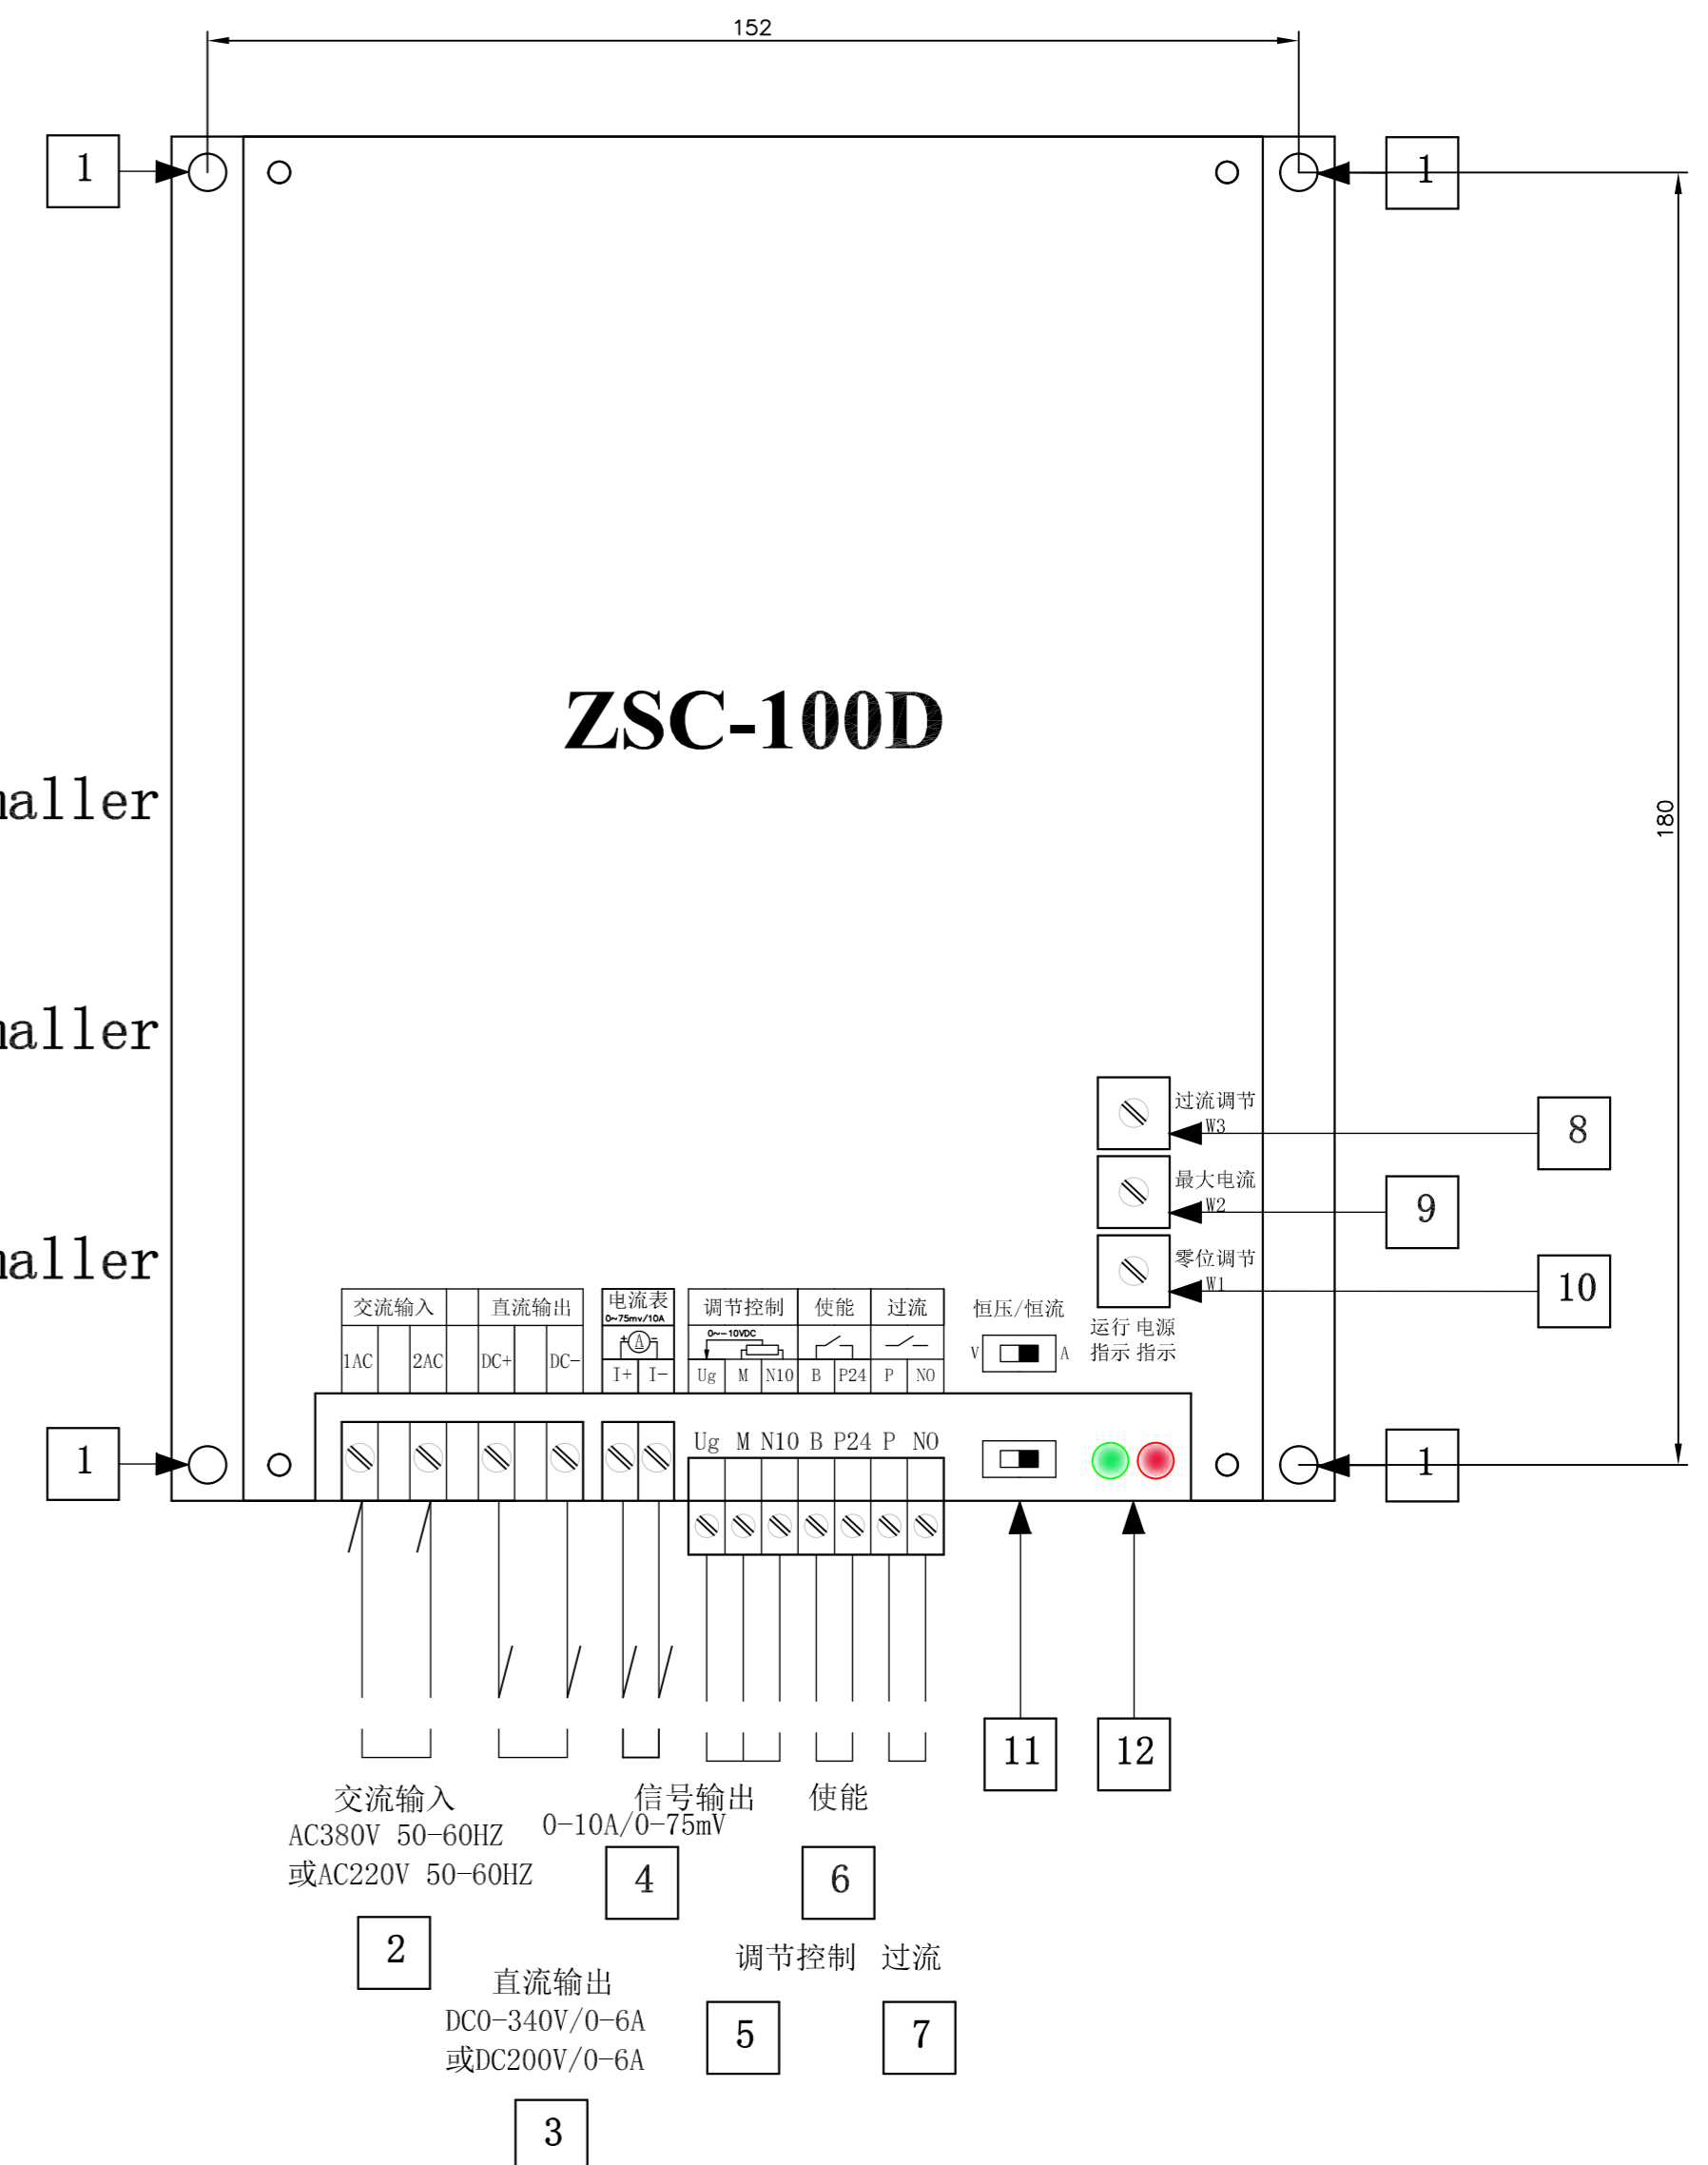 152
1
1
180
ZSC-100D
maller
maller
maller
过流调节
W3
8
最大电流
W2
9
零位调节
W1
10
交流输入 直流输出
1AC 2AC DC+ DC-
电流表
0~75mv/10A
+ A -
I+ I-
调节控制 使能 过流
0~-10VDC
Ug M N10 B P24 P NO
恒压/恒流
V A
运行 电源
指示 指示
Ug M N10 B P24 P NO
1
1
11
12
交流输入
AC380V 50-60HZ
或AC220V 50-60HZ
2
信号输出
0-10A/0-75mV
4
使能
6
直流输出
DC0-340V/0-6A
或DC200V/0-6A
3
调节控制
5
过流
7